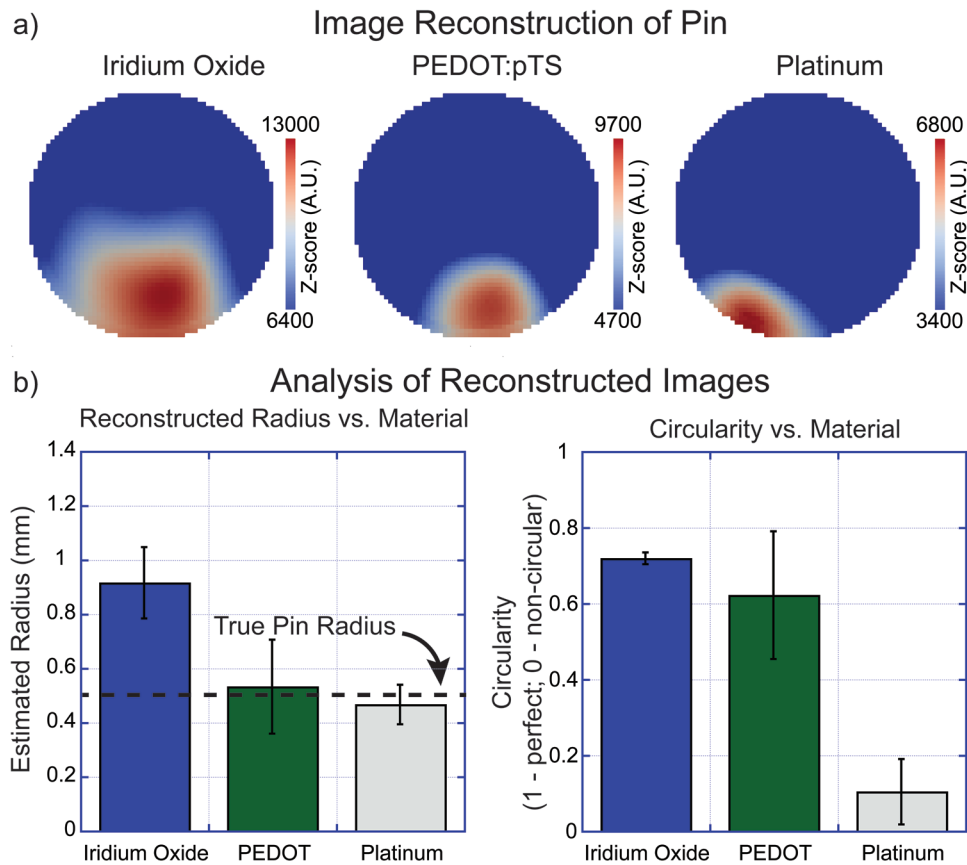 a)
Image Reconstruction of Pin
Iridium Oxide
PEDOT:pTS
Platinum
13000
Z-score (A.U.)
6400
9700
Z-score (A.U.)
4700
6800
Z-score (A.U.)
3400
b)
Analysis of Reconstructed Images
Reconstructed Radius vs. Material
Estimated Radius (mm)
1.4
1.2
1
0.8
0.6
0.4
0.2
0
True Pin Radius
Iridium Oxide
PEDOT
Platinum
Circularity vs. Material
Circularity
(1 - perfect; 0 - non-circular)
1
0.8
0.6
0.4
0.2
0
Iridium Oxide
PEDOT
Platinum